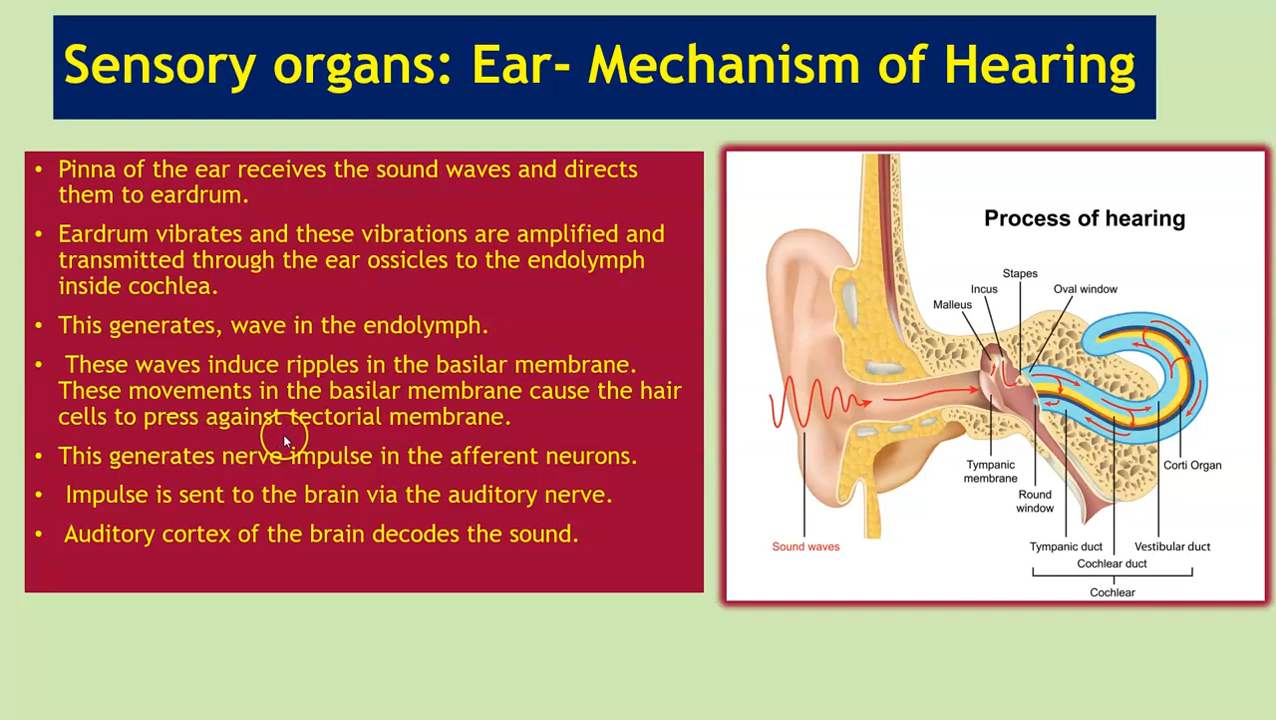 Sensory organs: Ear- Mechanism of Hearing
• Pinna of the ear receives the sound waves and directs
them to eardrum.
• Eardrum vibrates and these vibrations are amplified and
transmitted through the ear ossicles to the endolymph
inside cochlea.
• This generates, wave in the endolymph.
• These waves induce ripples in the basilar membrane.
These movements in the basilar membrane cause the hair
cells to press against tectorial membrane.
• This generates nerve impulse in the afferent neurons.
• Impulse is sent to the brain via the auditory nerve.
• Auditory cortex of the brain decodes the sound.
Process of hearing
Stapes
Incus
Oval window
Malleus
Corti Organ
Tympanic
membrane
Round
window
Sound waves
Tympanic duct
Vestibular duct
Cochlear duct
Cochlear